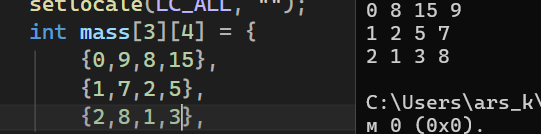 setlocale(LC_ALL, "");
int mass[3][4] = {
{0,9,8,15},
{1,7,2,5},
{2,8,1,3},
0 8 15 9
1 2 5 7
2 1 3 8
C:\Users\ars_k\
м 0 (0x0).